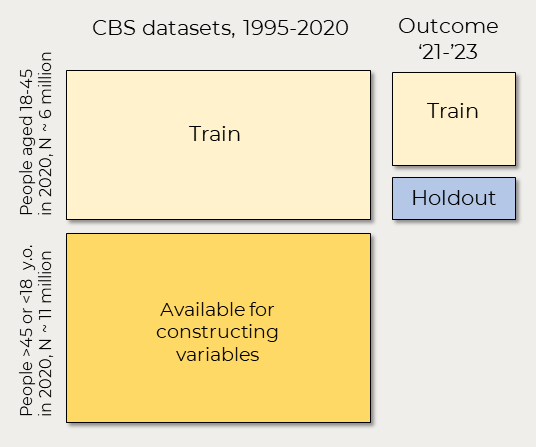 CBS datasets, 1995-2020
Outcome
‘21-’23
People aged 18-45
in 2020, N ~ 6 million
Train
Train
Holdout
People >45 or <18 y.o.
in 2020, N ~ 11 million
Available for
constructing
variables